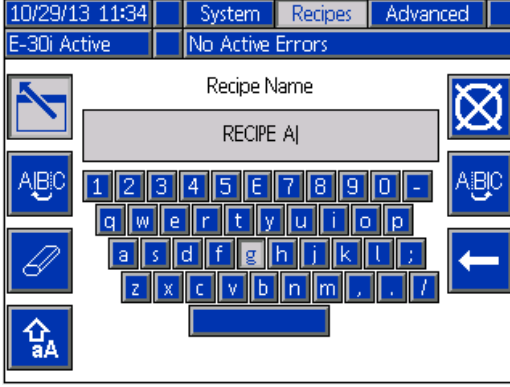 10/29/13 11:34 System Recipes Advanced
E-30i Active No Active Errors
Recipe Name
RECIPE A
A|B|C 1 2 3 4 5 E 7 8 9 0 - A|B|C
q w e r t y u i o p
a s d f g h j k l ;
z x c v b n m , . /
aA